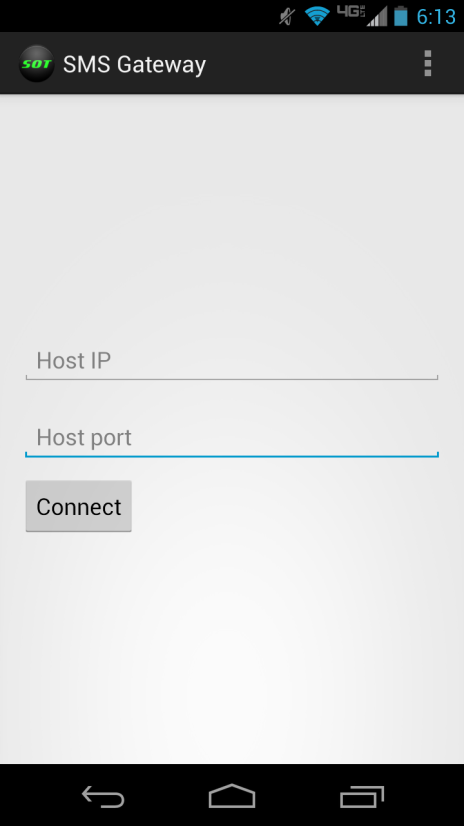 4G 6:13
SOT SMS Gateway
Host IP
Host port
Connect